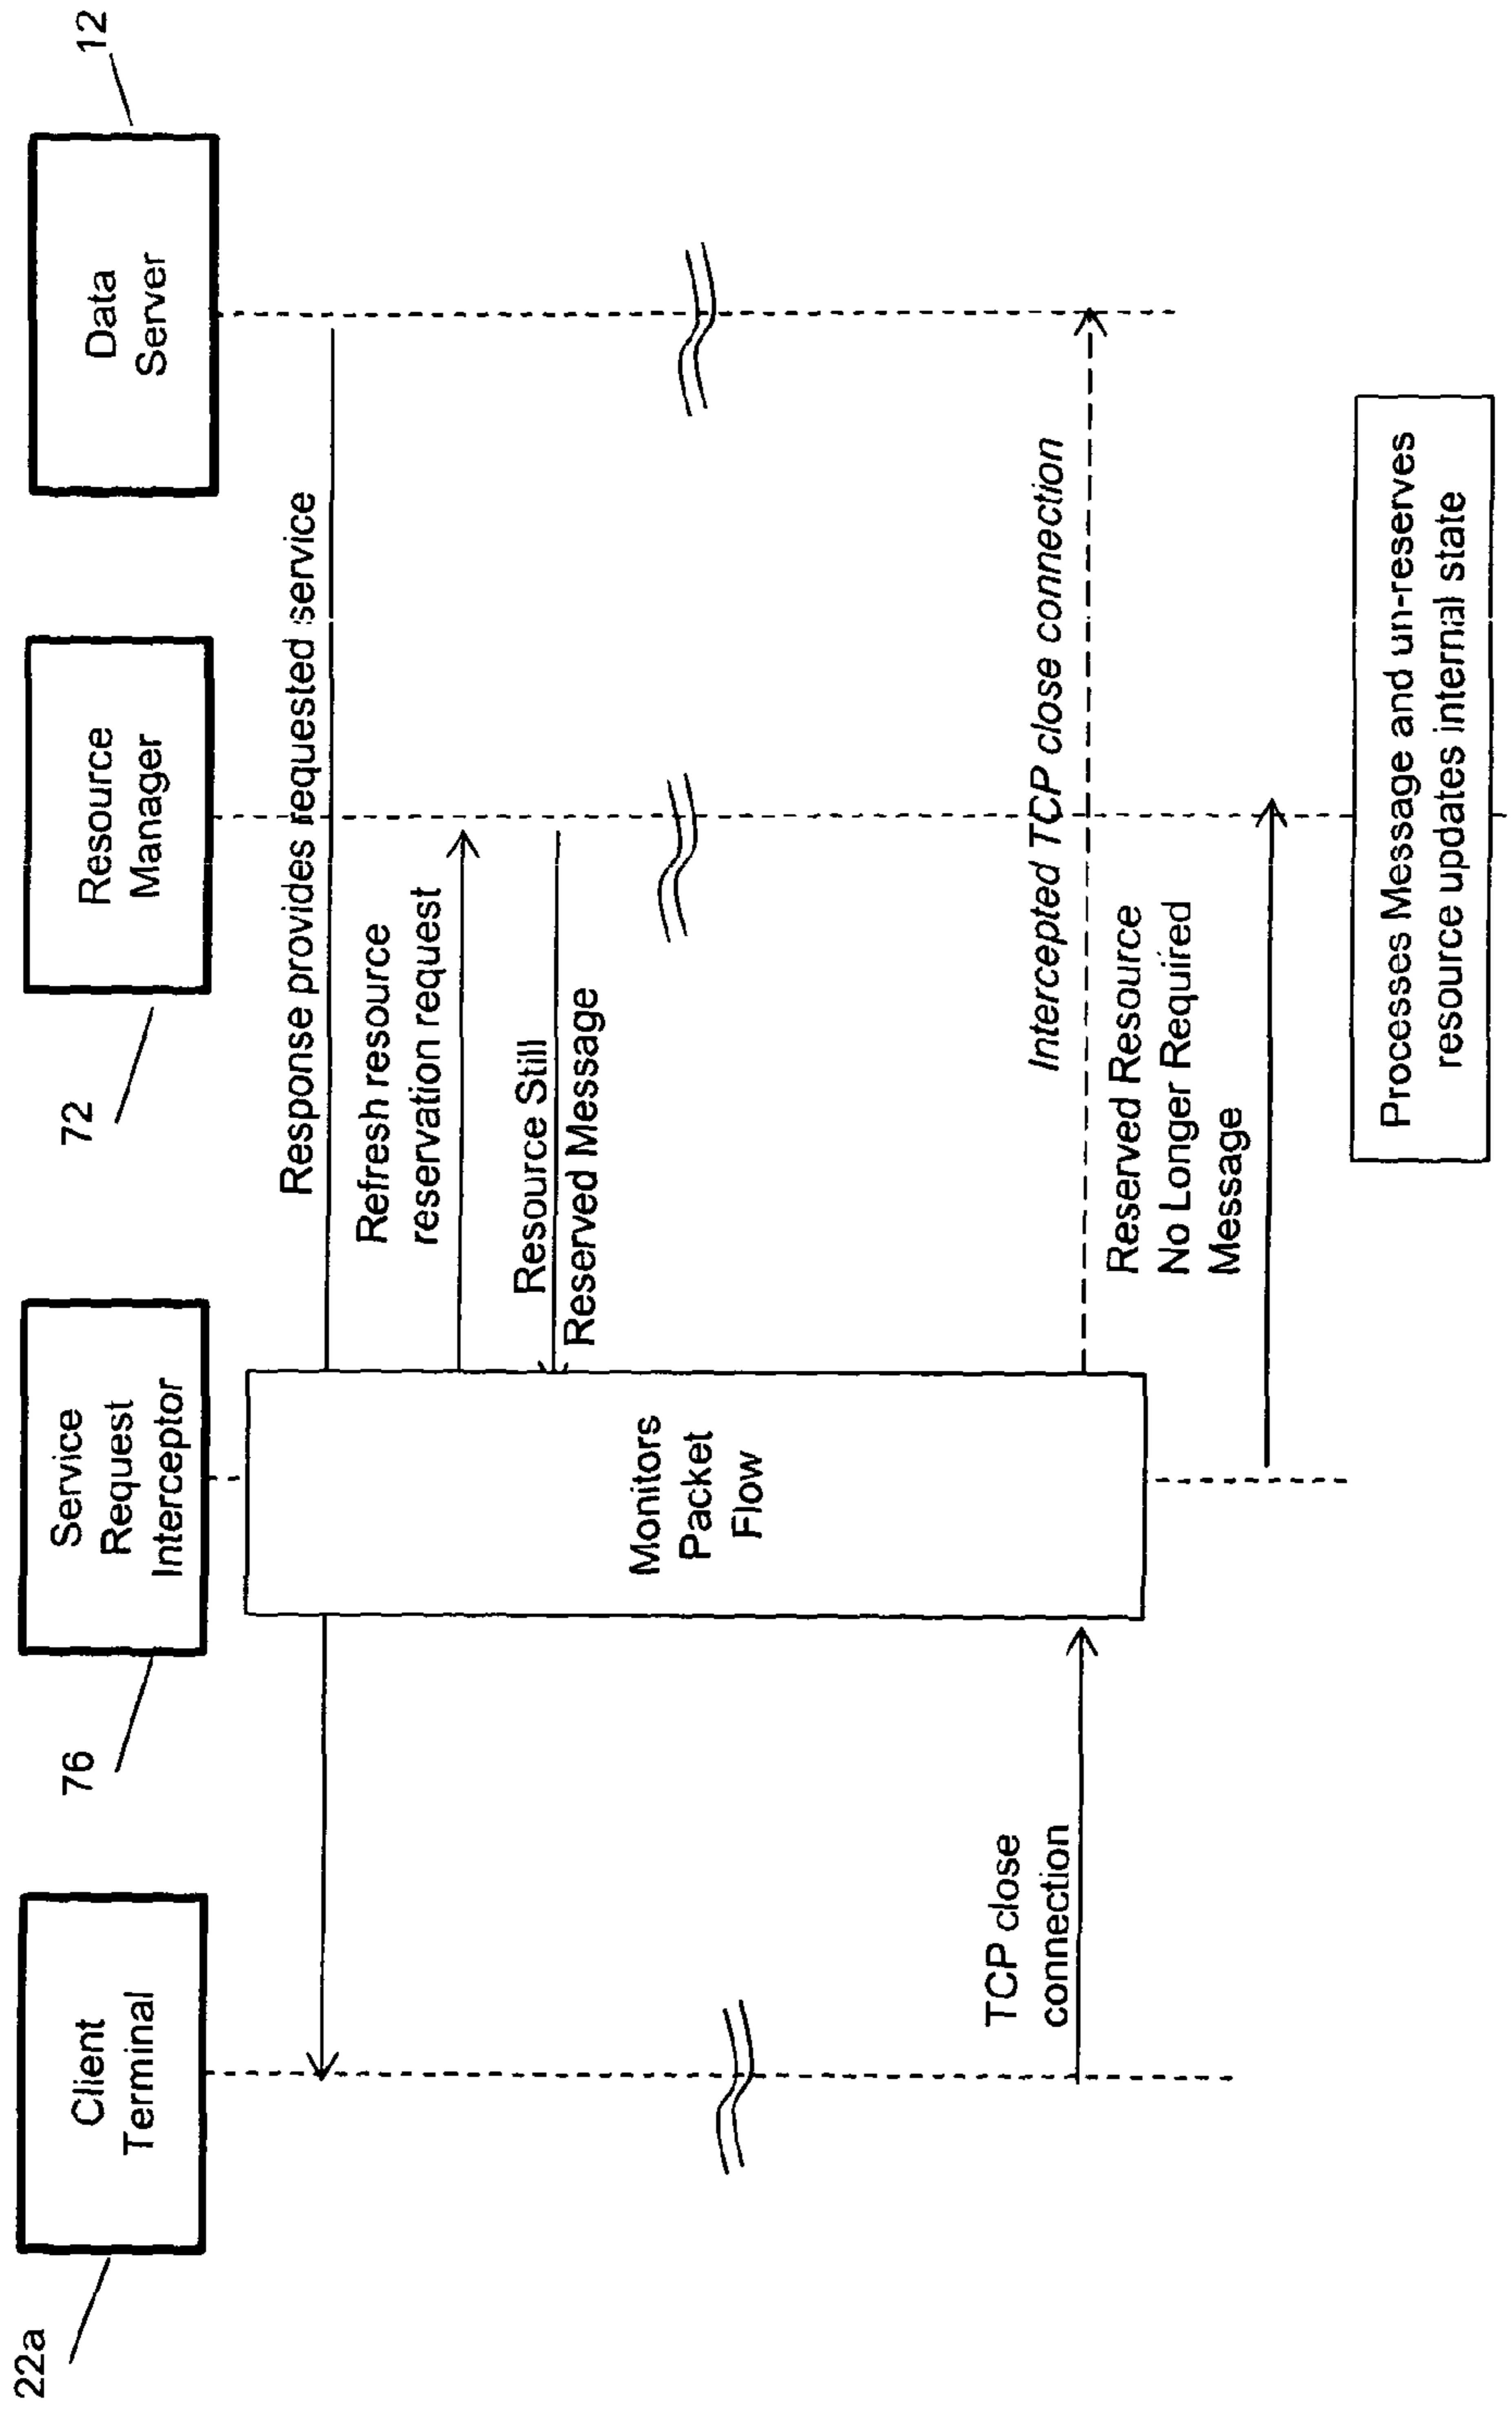 22a
76
72
12
Client
Terminal
Service
Request
Interceptor
Resource
Manager
Data
Server
Response provides requested service
Refresh resource
reservation request
Resource Still
Reserved Message
Monitors
Packet
Flow
TCP close
connection
Intercepted TCP close connection
Reserved Resource
No Longer Required
Message
Processes Message and un-reserves
resource updates internal state